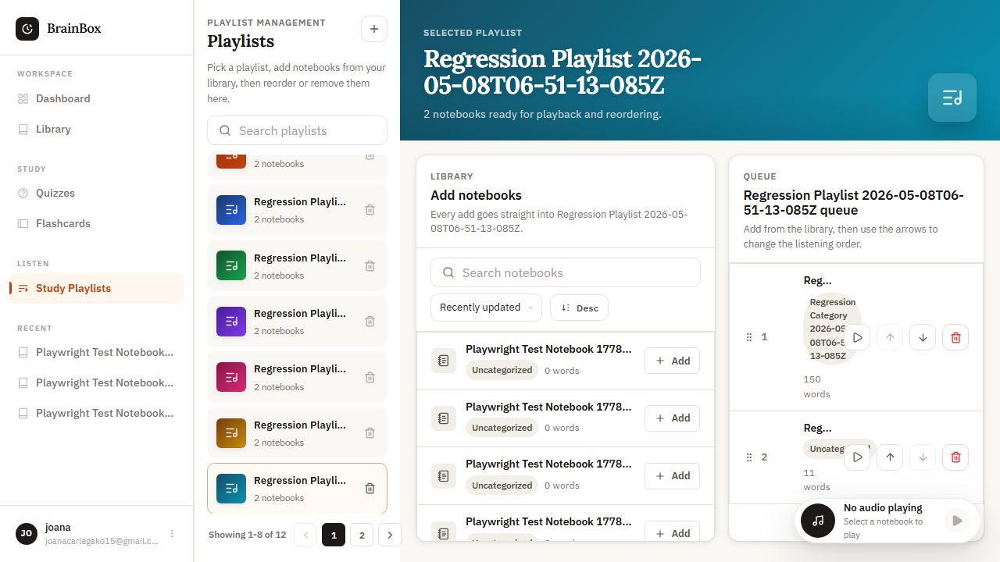 BrainBox
WORKSPACE
Dashboard
Library
STUDY
Quizzes
Flashcards
LISTEN
Study Playlists
RECENT
Playwright Test Notebook...
Playwright Test Notebook...
Playwright Test Notebook...
JO
joana
joanacarlagako15@gmail.c...
PLAYLIST MANAGEMENT
Playlists
Pick a playlist, add notebooks from your
library, then reorder or remove them
here.
Search playlists
2 notebooks
Regression Playli...
2 notebooks
Regression Playli...
2 notebooks
Regression Playli...
2 notebooks
Regression Playli...
2 notebooks
Regression Playli...
2 notebooks
Regression Playli...
2 notebooks
Showing 1-8 of 12
1
2
SELECTED PLAYLIST
Regression Playlist 2026-
05-08T06-51-13-085Z
2 notebooks ready for playback and reordering.
LIBRARY
Add notebooks
Every add goes straight into Regression Playlist 2026-05-
08T06-51-13-085Z.
Search notebooks
Recently updated
Desc
Playwright Test Notebook 1778...
Uncategorized
0 words
Add
Playwright Test Notebook 1778...
Uncategorized
0 words
Add
Playwright Test Notebook 1778...
Uncategorized
0 words
Add
Playwright Test Notebook 1778...
Add
QUEUE
Regression Playlist 2026-05-08T06-
51-13-085Z queue
Add from the library, then use the arrows to
change the listening order.
1
Reg...
Regression
Category
2026-05
08T06-5
13-085Z
150
words
2
Reg...
11
words
No audio playing
Select a notebook to
play